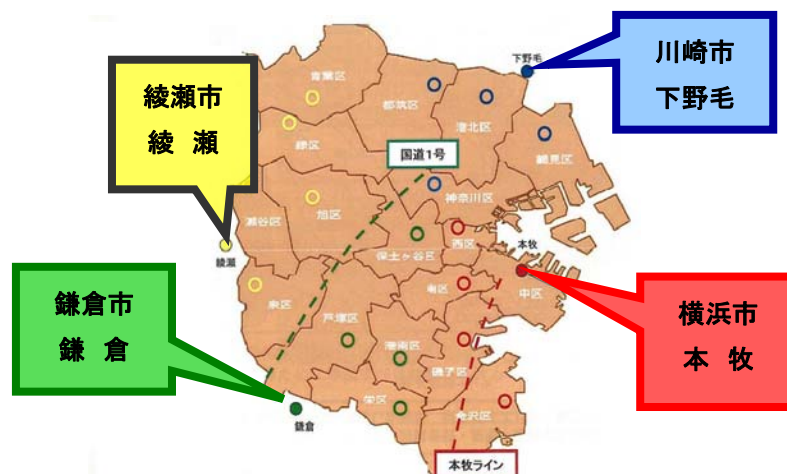 川崎市
下野毛
下野毛
綾瀬市
綾 瀬
青葉区
都筑区
港北区
緑区
鶴見区
国道1号
神奈川区
旭区
瀬谷区
保土ヶ谷区
西区
本牧
綾瀬
泉区
南区
中区
鎌倉市
鎌 倉
戸塚区
港南区
磯子区
横浜市
本 牧
栄区
金沢区
鎌倉
本牧ライン